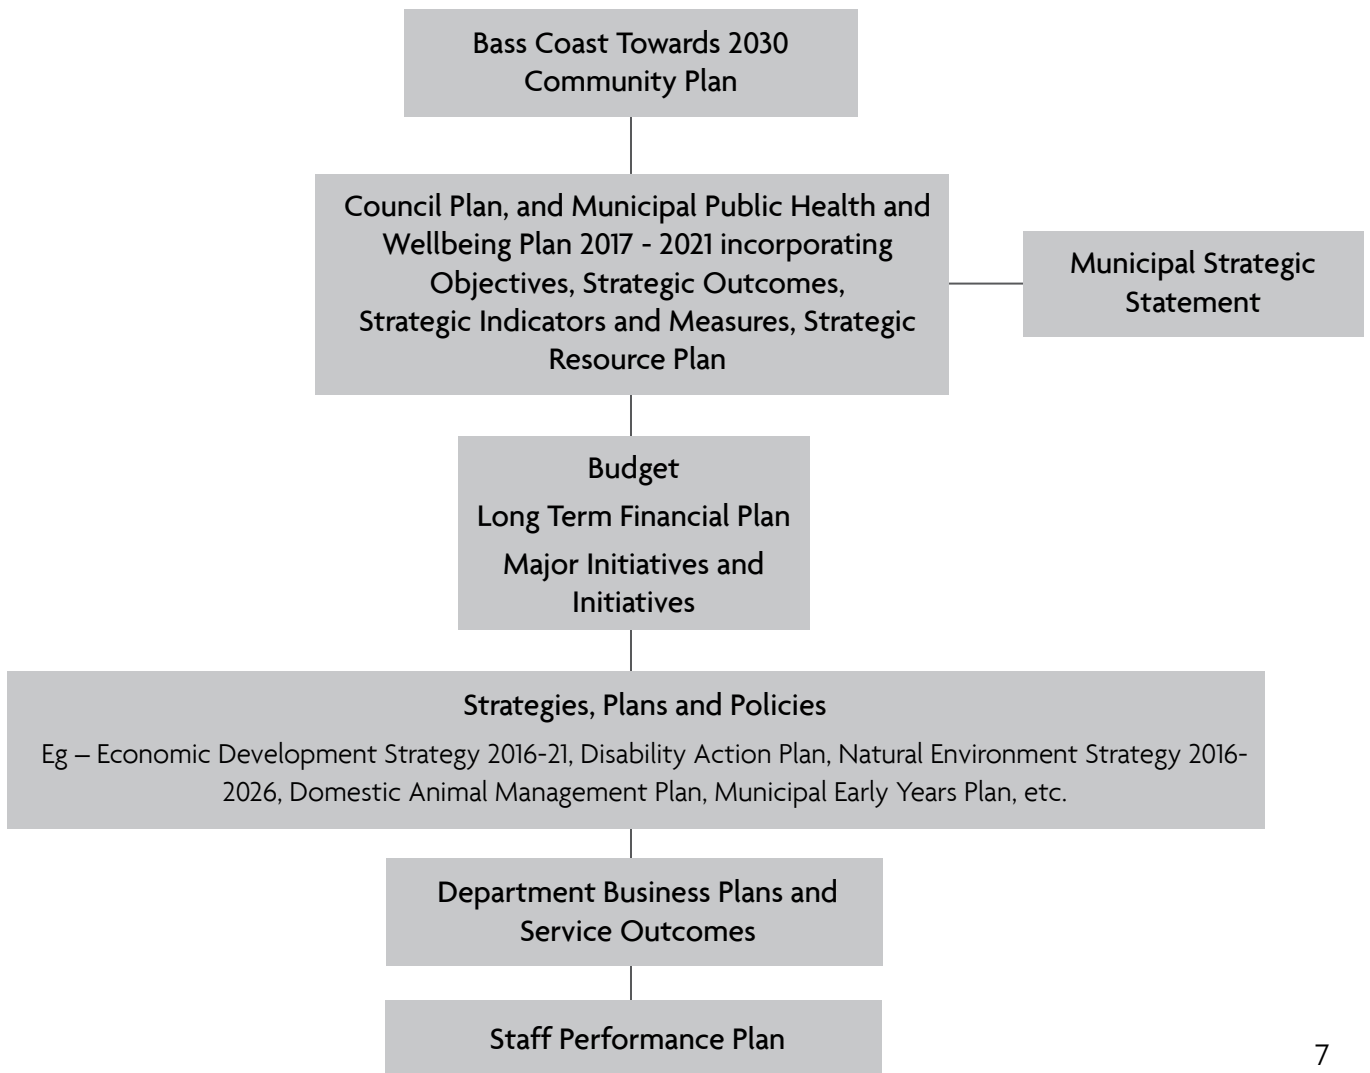 Bass Coast Towards 2030
Community Plan
Council Plan, and Municipal Public Health and
Wellbeing Plan 2017 - 2021 incorporating
Objectives, Strategic Outcomes,
Strategic Indicators and Measures, Strategic
Resource Plan
Municipal Strategic
Statement
Budget
Long Term Financial Plan
Major Initiatives and
Initiatives
Strategies, Plans and Policies
Eg – Economic Development Strategy 2016-21, Disability Action Plan, Natural Environment Strategy 2016-
2026, Domestic Animal Management Plan, Municipal Early Years Plan, etc.
Department Business Plans and
Service Outcomes
Staff Performance Plan
7